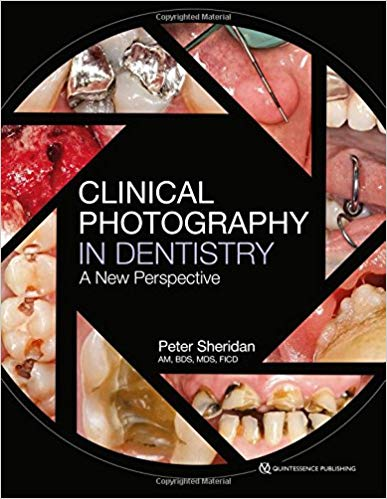 Copyrighted Material
CLINICAL
PHOTOGRAPHY
IN DENTISTRY
A New Perspective
Peter Sheridan
AM, BDS, MDS, FICD
QUINTESSENCE PUBLISHING
Copyrighted Material